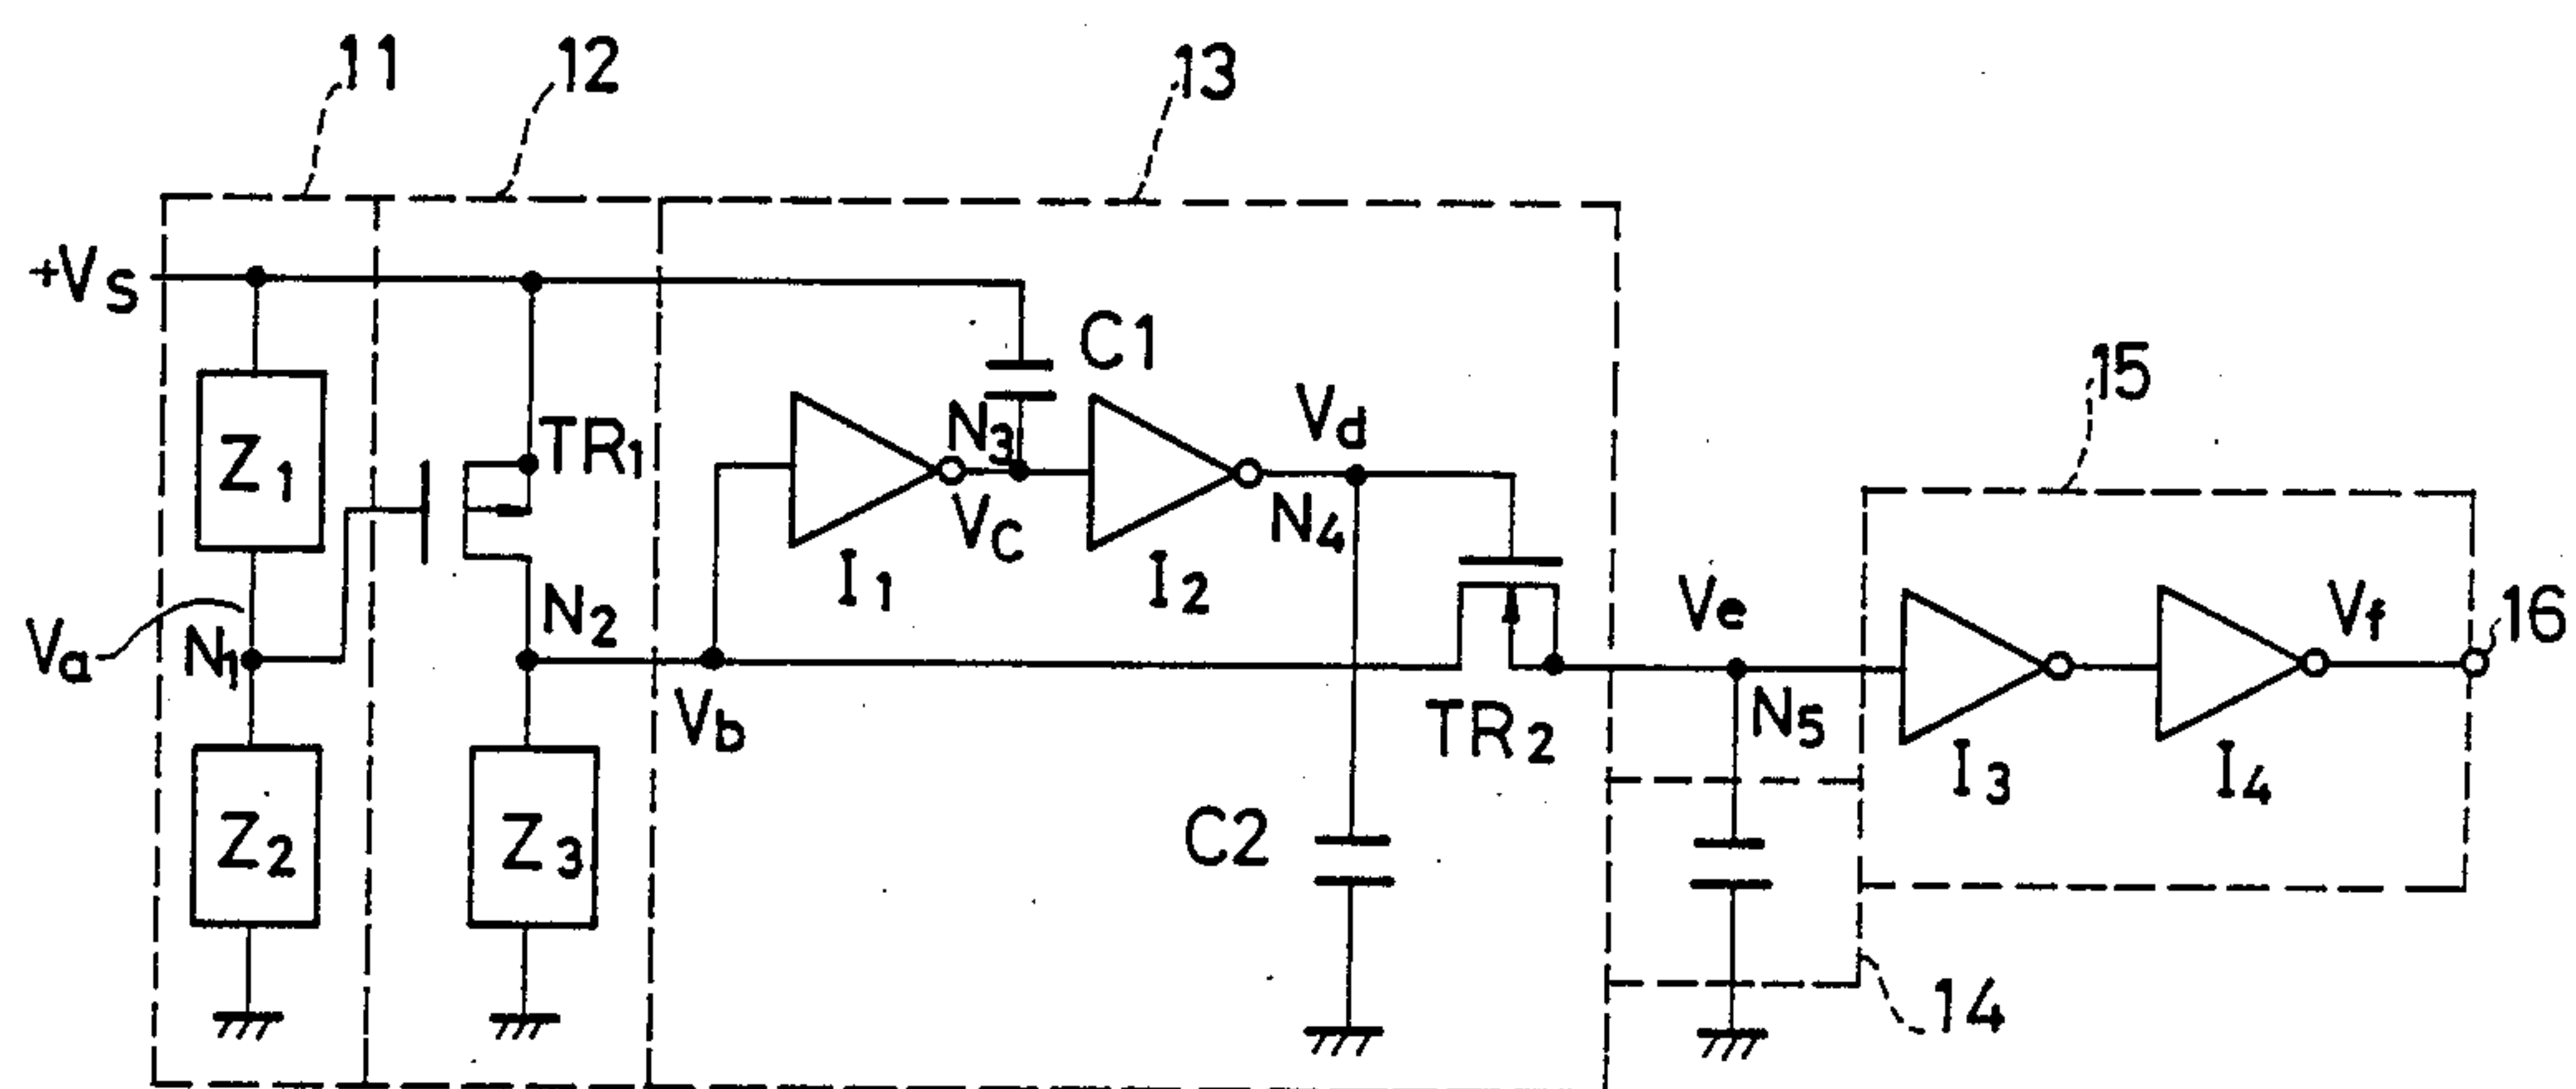 11
12
13
+VS
C1
15
Z1
TR1
N3
Vd
VC
N4
I1
I2
Va
N1
N2
Ve
Vf
16
Vb
TR2
N5
I3
I4
Z2
Z3
C2
14